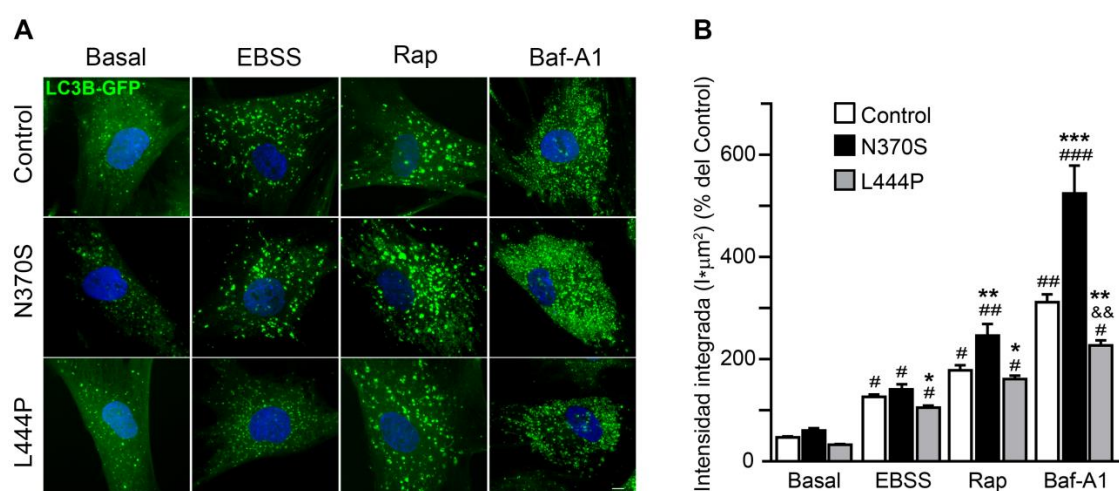 A
Basal EBSS Rap Baf-A1
LC3B-GFP
Control
N370S
L444P
B
Intensidad integrada (I*µm²) (% del Control)
600
400
200
0
Control
N370S
L444P
# # * #
# ** ## * #
## *** ### ** && #
Basal EBSS Rap Baf-A1